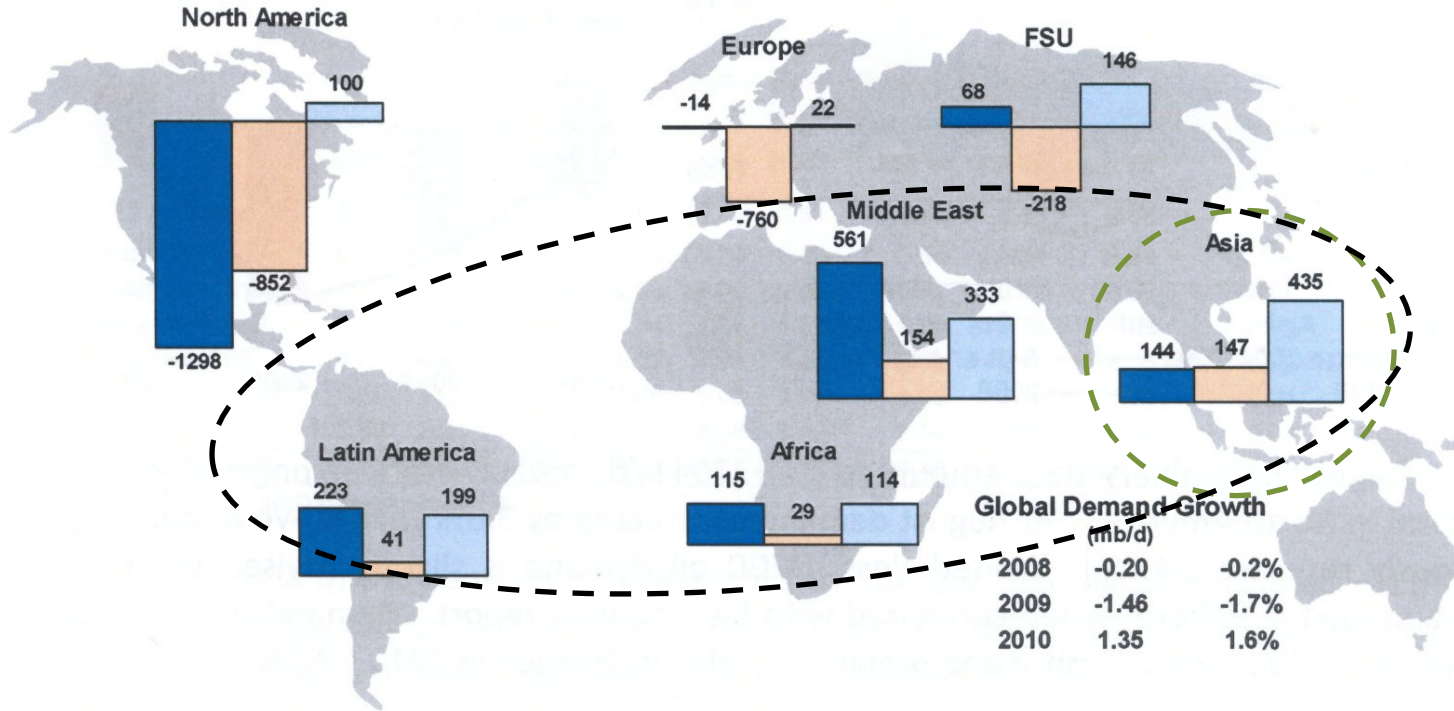 North America
100
-852
-1298
Europe
-14
22
-760
FSU
68
146
-218
Middle East
561
154
333
Asia
144
147
435
Latin America
223
41
199
Africa
115
29
114
Global Demand Growth
(mb/d)
2008 -0.20 -0.2%
2009 -1.46 -1.7%
2010 1.35 1.6%